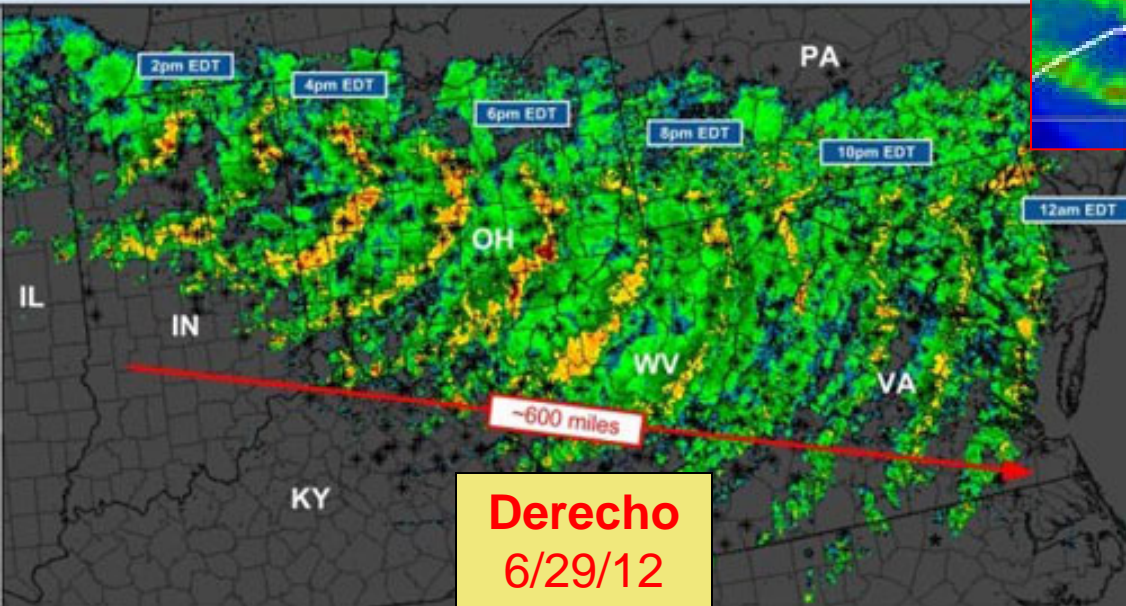 PA
2pm EDT
4pm EDT
6pm EDT
8pm EDT
10pm EDT
12am EDT
OH
IL
IN
WV
VA
~600 miles
KY
Derecho
6/29/12